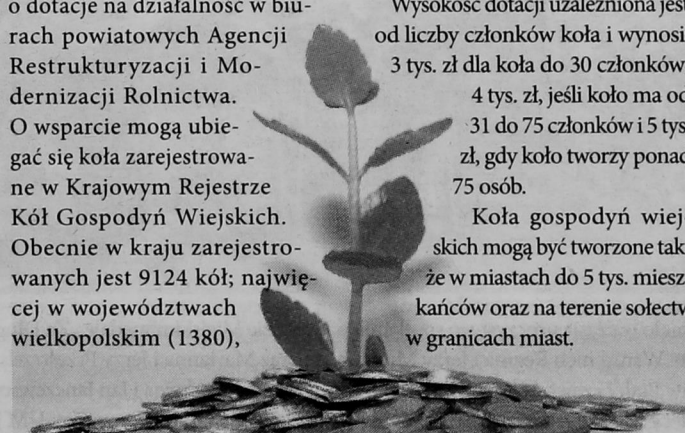 o dotacje na działalność w biu-
rach powiatowych Agencji
Restrukturyzacji i Mo-
dernizacji Rolnictwa.
O wsparcie mogą ubie-
gać się koła zarejestrowa-
ne w Krajowym Rejestrze
Kół Gospodyń Wiejskich.
Obecnie w kraju zarejestro-
wanych jest 9124 kół; najwię-
cej w województwach
wielkopolskim (1380),
Wysokość dotacji uzależniona jest
od liczby członków koła i wynosi
3 tys. zł dla koła do 30 członków
4 tys. zł, jeśli koło ma od
31 do 75 członków i 5 tys
zł, gdy koło tworzy ponad
75 osób.
Koła gospodyń wiej
skich mogą być tworzone tak
że w miastach do 5 tys. miesz
kańców oraz na terenie sołectw
w granicach miast.